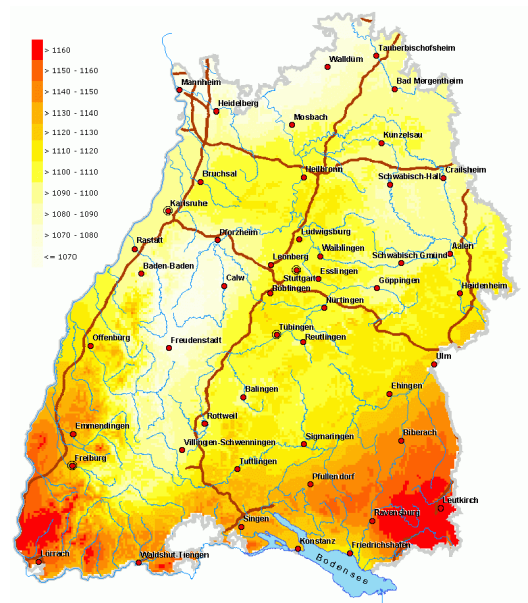 > 1160
> 1150 - 1160
> 1140 - 1150
> 1130 - 1140
> 1120 - 1130
> 1110 - 1120
> 1100 - 1110
> 1090 - 1100
> 1080 - 1090
> 1070 - 1080
<= 1070
Tauberbischofsheim
Walldürn
Mannheim
Bad Mergentheim
Heidelberg
Mosbach
Künzelsau
Heilbronn
Crailsheim
Bruchsal
Schwäbisch-Hall
Karlsruhe
Pforzheim
Ludwigsburg
Rastatt
Waiblingen
Aalen
Leonberg
Schwäbisch Gmünd
Baden-Baden
Stuttgart
Esslingen
Calw
Böblingen
Göppingen
Heidenheim
Nürtingen
Tübingen
Offenburg
Freudenstadt
Reutlingen
Ulm
Balingen
Ehingen
Rottweil
Emmendingen
Villingen-Schwenningen
Sigmaringen
Biberach
Freiburg
Tuttlingen
Pfullendorf
Leutkirch
Singen
Ravensburg
Lörrach
Waldshut-Tiengen
Konstanz
Friedrichshafen
Bodensee